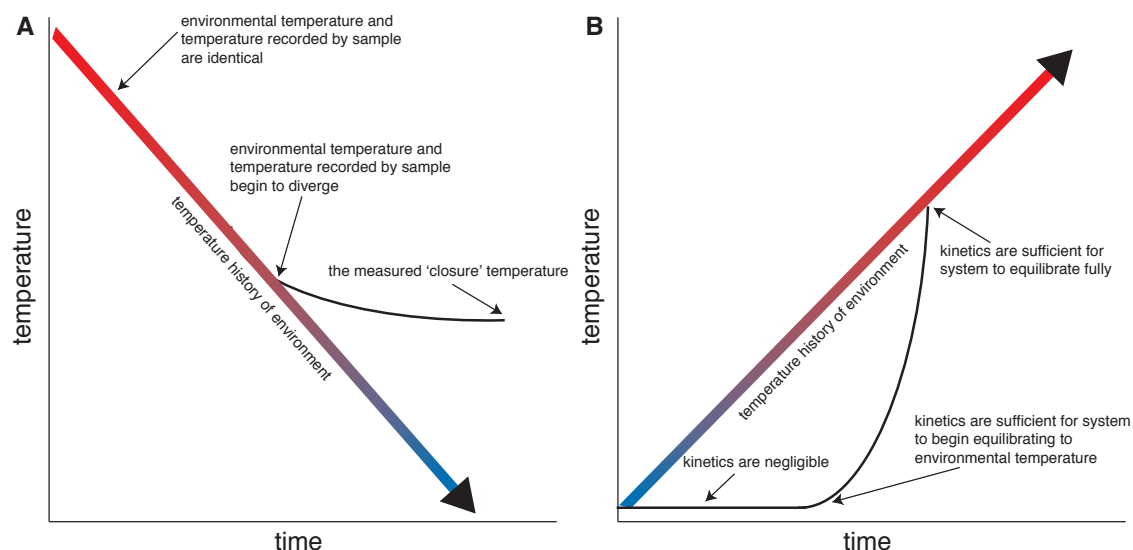 A
environmental temperature and
temperature recorded by sample
are identical
environmental temperature and
temperature recorded by sample
begin to diverge
temperature history of environment
the measured ‘closure’ temperature
temperature
time
B
kinetics are sufficient for
system to equilibrate fully
temperature history of environment
kinetics are sufficient for system
to begin equilibrating to
environmental temperature
kinetics are negligible
temperature
time